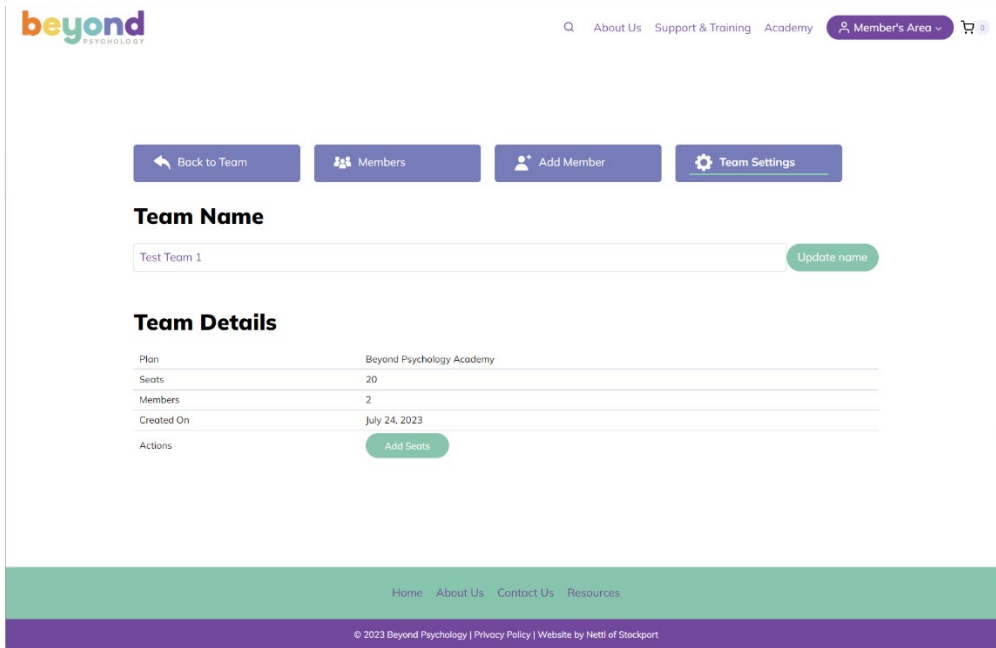 beyond
PSYCHOLOGY
About Us Support & Training Academy Member's Area 0
Back to Team Members Add Member Team Settings
Team Name
Test Team 1 Update name
Team Details
Plan Beyond Psychology Academy
Seats 20
Members 2
Created On July 24, 2023
Actions Add Seats
Home About Us Contact Us Resources
© 2023 Beyond Psychology | Privacy Policy | Website by Nettl of Stockport